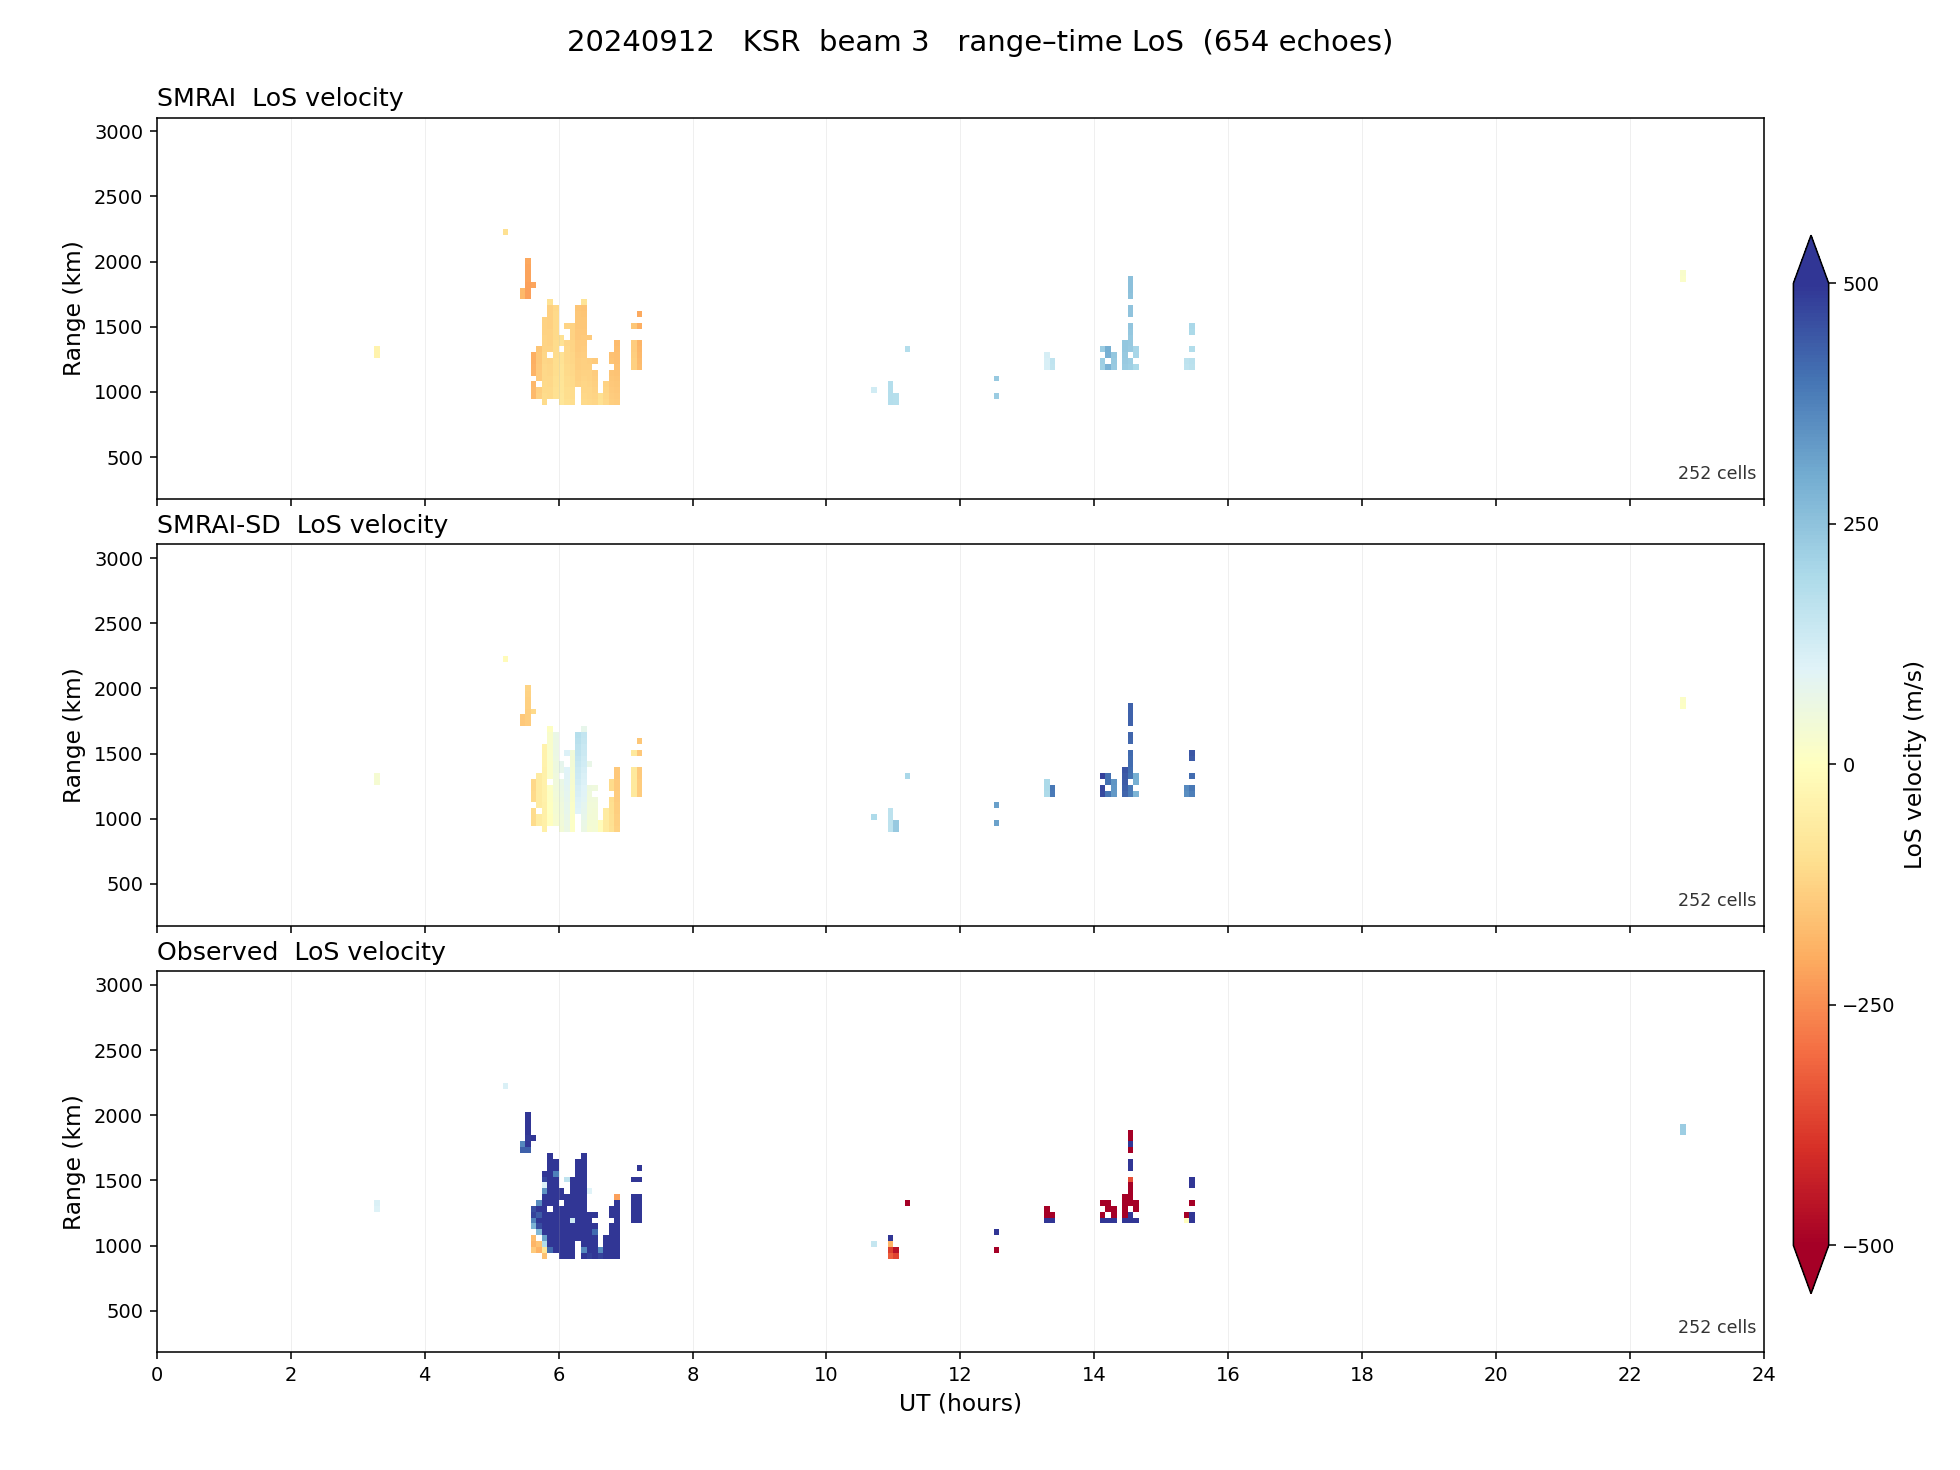 20240912   KSR  beam 3   range–time LoS  (654 echoes)
SMRAI  LoS velocity
3000
2500
2000
1500
1000
500
Range (km)
252 cells
SMRAI-SD  LoS velocity
3000
2500
2000
1500
1000
500
Range (km)
252 cells
Observed  LoS velocity
3000
2500
2000
1500
1000
500
Range (km)
252 cells
0 2 4 6 8 10 12 14 16 18 20 22 24
UT (hours)
500
250
0
−250
−500
LoS velocity (m/s)